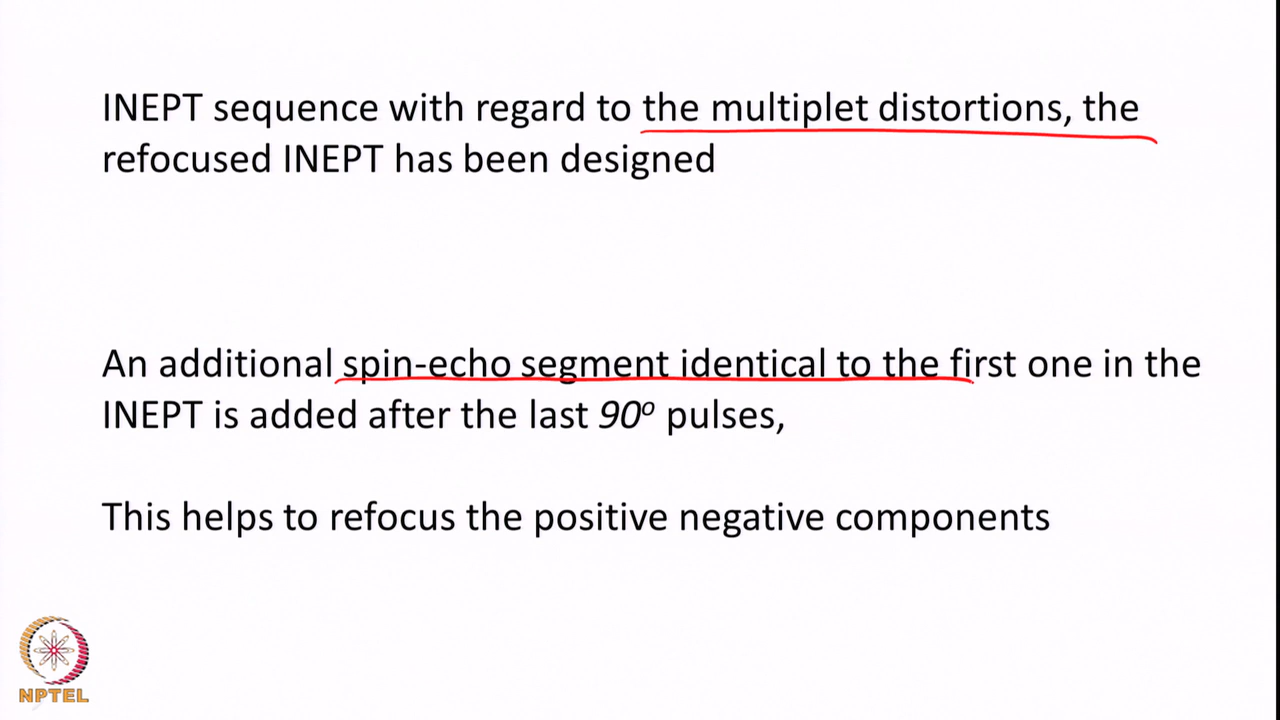 INEPT sequence with regard to the multiplet distortions, the
refocused INEPT has been designed
An additional spin-echo segment identical to the first one in the
INEPT is added after the last 90º pulses,
This helps to refocus the positive negative components
NPTEL